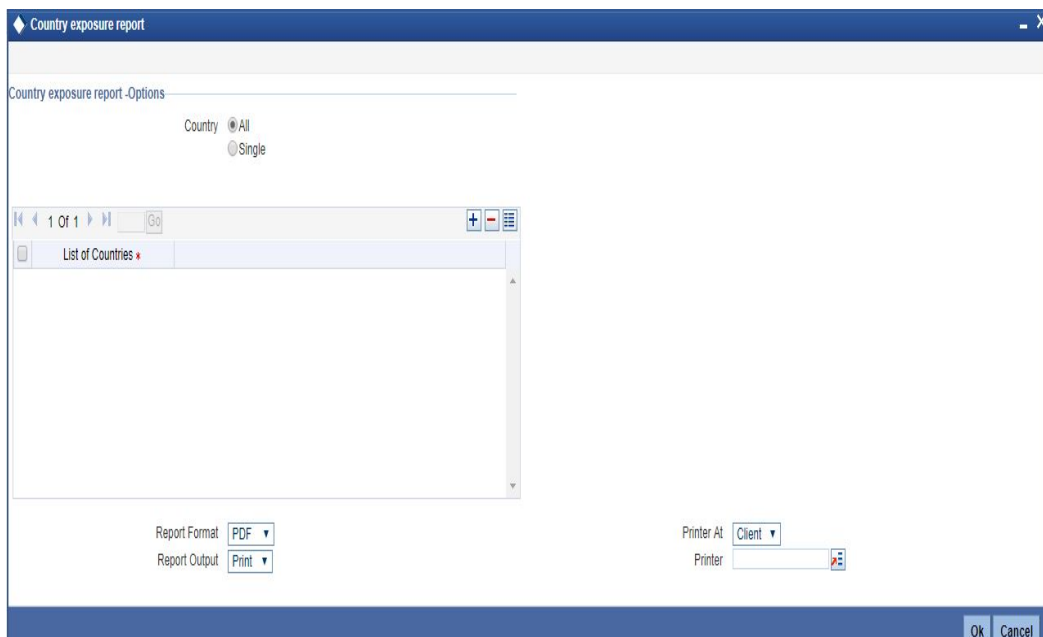 Country exposure report
Country exposure report -Options
Country All
Single
1 Of 1 Go
List of Countries *
Report Format PDF
Printer At Client
Report Output Print
Printer
Ok Cancel